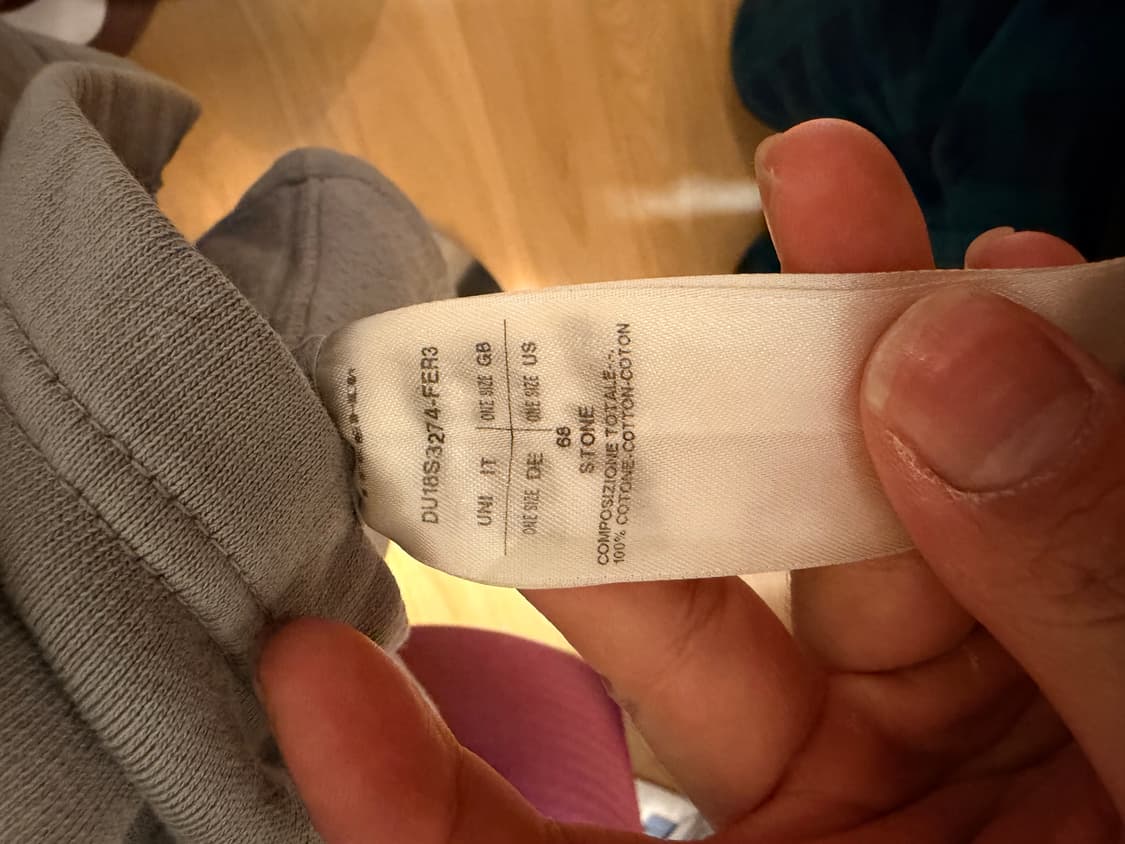 DU18S3274-FER3
UNI IT ONE SIZE GB
ONE SIZE DE ONE SIZE US
68
STONE
COMPOSIZIONE TOTALE-
100% COTONE-COTTON-COTON